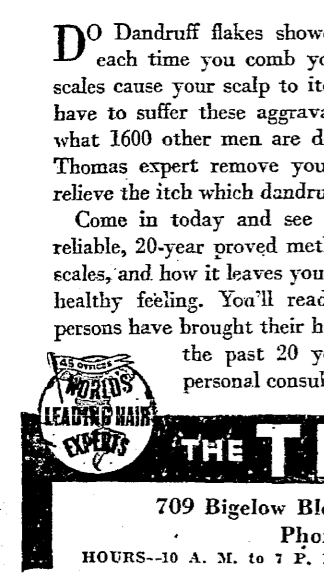 DO Dandruff flakes show
each time you comb yo
scales cause your scalp to it
have to suffer these aggrava
what 1600 other men are d
Thomas expert remove you
relieve the itch which dandru
Come in today and see
reliable, 20-year proved met
scales, and how it leaves you
healthy feeling. You'll read
persons have brought their h
the past 20 y
personal consul
45 OFFICES
WORLD'S
LEADING HAIR
EXPERTS
THE T
709 Bigelow Bl
Pho
HOURS--10 A. M. to 7 P.